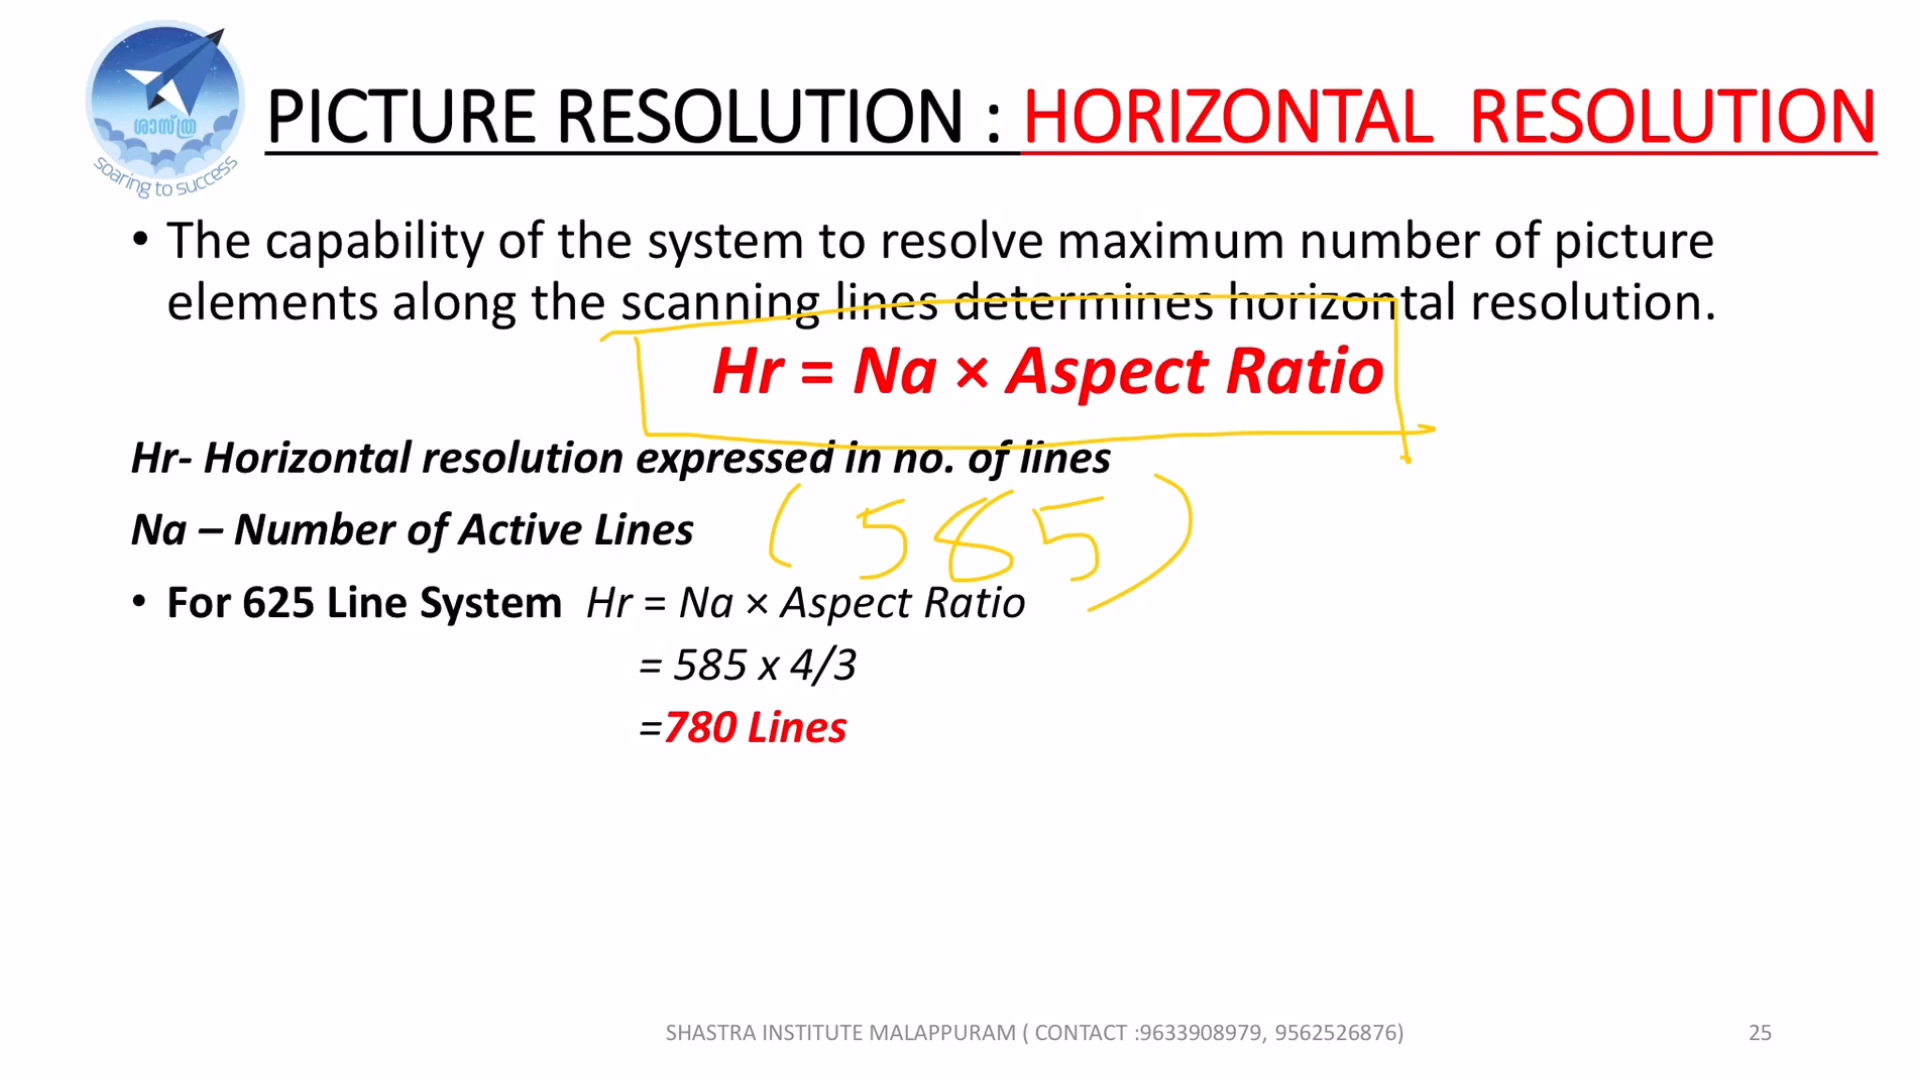 ശാസ്ത്ര
soaring to success
PICTURE RESOLUTION : HORIZONTAL RESOLUTION
• The capability of the system to resolve maximum number of picture
elements along the scanning lines determines horizontal resolution.
Hr = Na × Aspect Ratio
Hr- Horizontal resolution expressed in no. of lines
Na – Number of Active Lines (585)
• For 625 Line System Hr = Na × Aspect Ratio
= 585 x 4/3
=780 Lines
SHASTRA INSTITUTE MALAPPURAM ( CONTACT :9633908979, 9562526876)
25